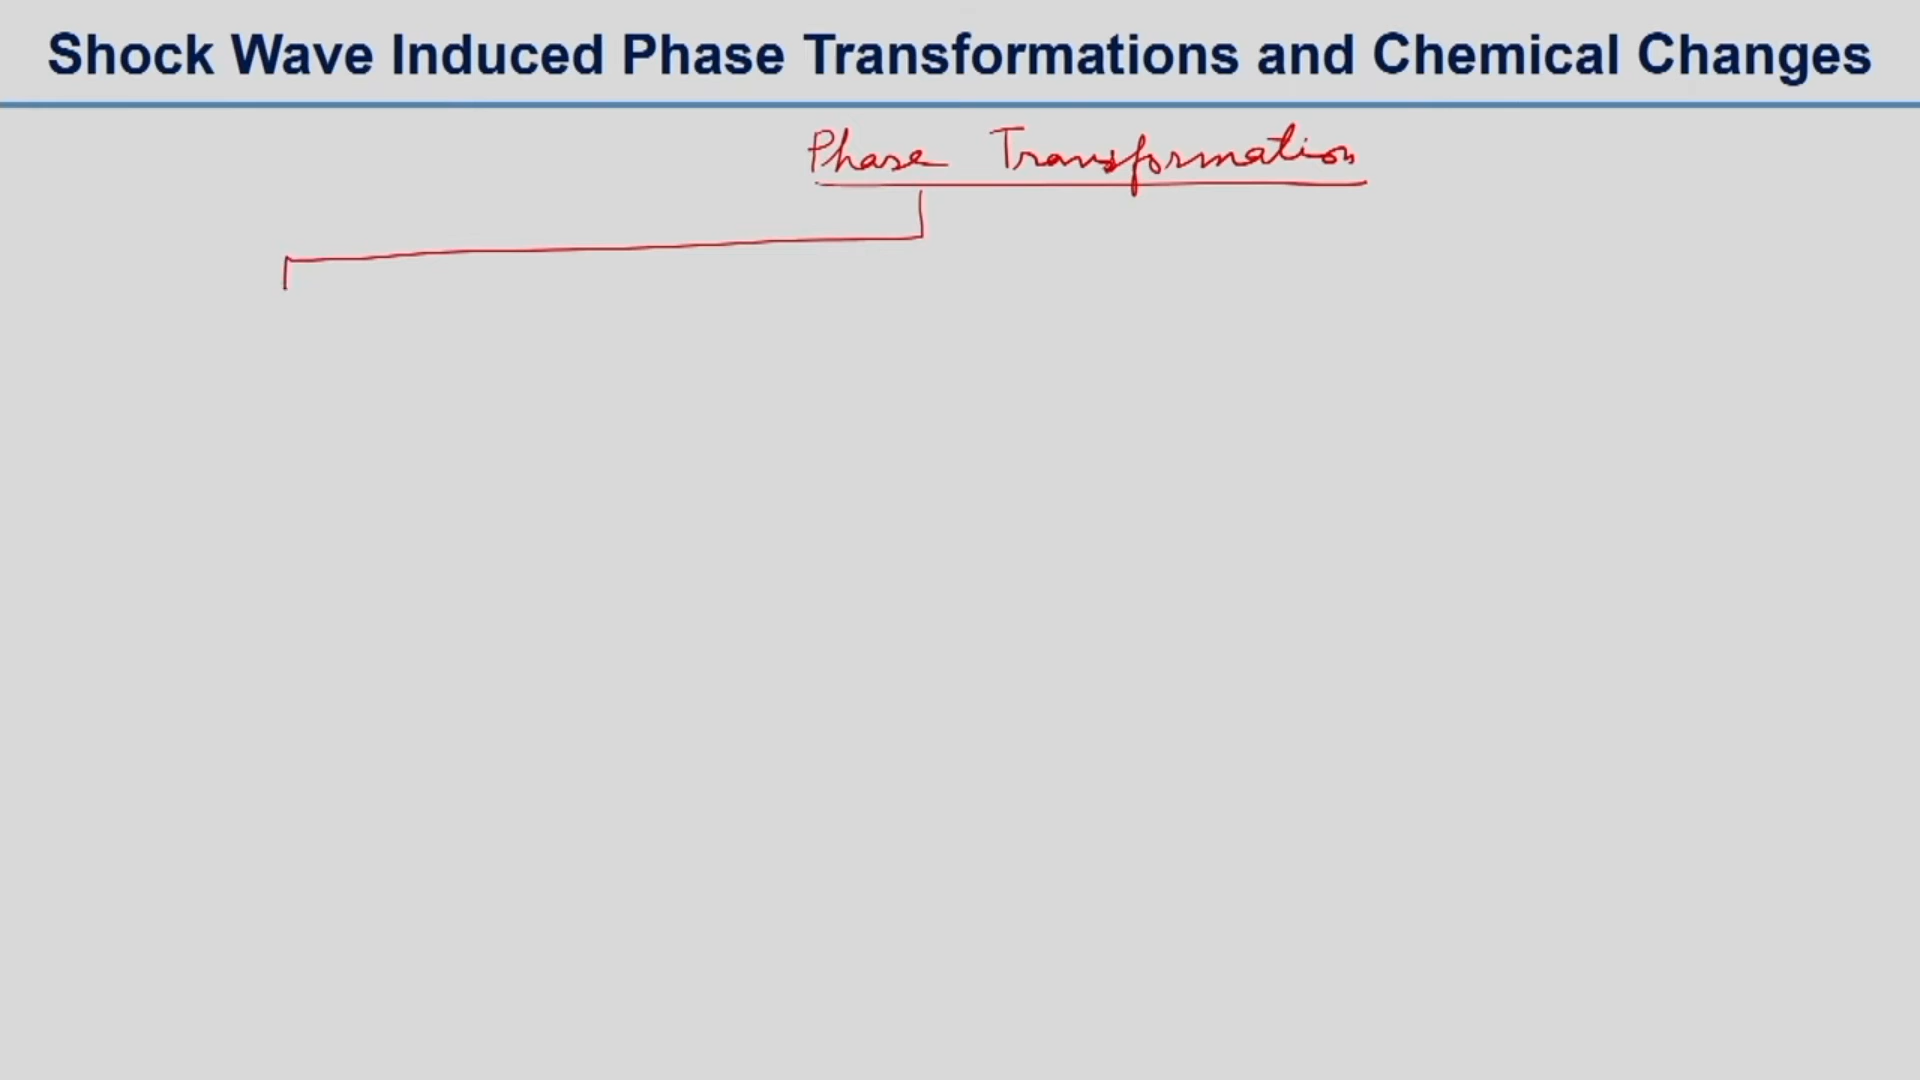 Shock Wave Induced Phase Transformations and Chemical Changes
Phase Transformation